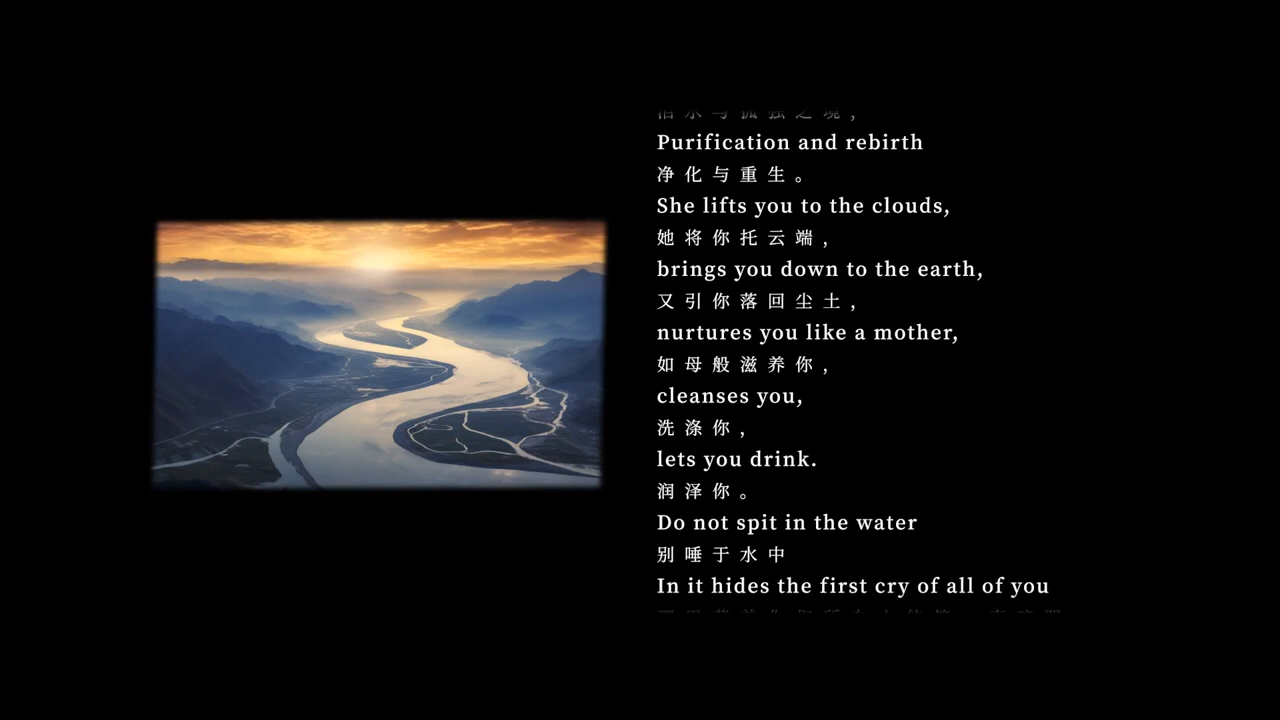 Purification and rebirth
净化与重生。
She lifts you to the clouds,
她将你托云端,
brings you down to the earth,
又引你落回尘土,
nurtures you like a mother,
如母般滋养你,
cleanses you,
洗涤你,
lets you drink.
润泽你。
Do not spit in the water
别唾于水中
In it hides the first cry of all of you